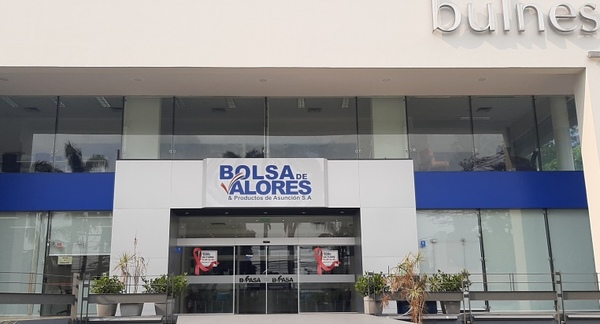 bulnes
BOLSA DE
VALORES
& Productos de Asunción S.A
BVPASA BVPASA